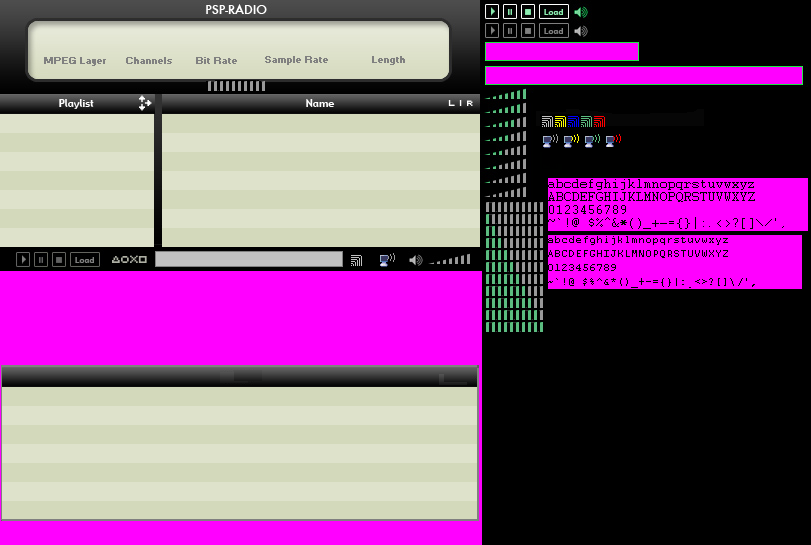 PSP-RADIO
MPEG Layer Channels Bit Rate Sample Rate Length
Playlist Name L I R
Load
Load
Load
abcdefghijklmnopqrstuvwxyz
ABCDEFGHIJKLMNOPQRSTUVWXYZ
0123456789
~`!@ $%^&*()_+-={}|:.<>?[]\/',
abcdefghijklmnopqrstuvwxyz
ABCDEFGHIJKLMNOPQRSTUVWXYZ
0123456789
~`!@ $%^&*()_+-={}|:.<>?[]\/',